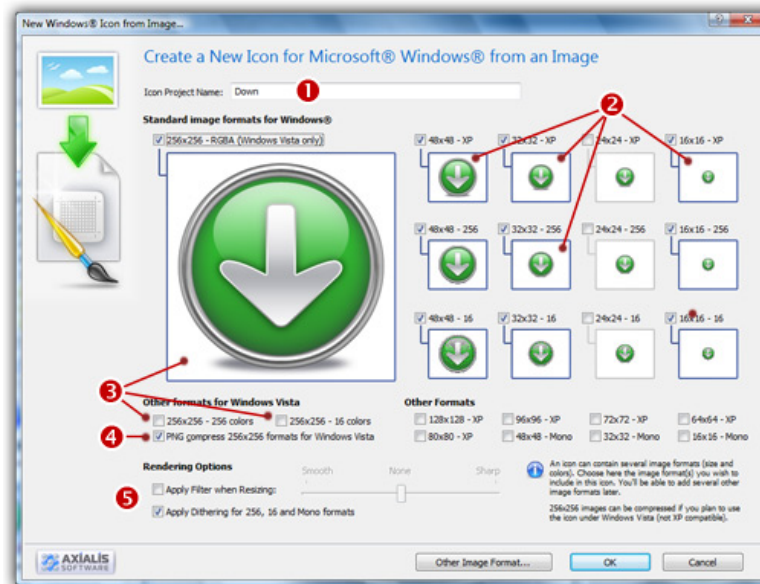 New Windows® Icon from Image...
Create a New Icon for Microsoft® Windows® from an Image
Icon Project Name: Down
1
2
Standard image formats for Windows®
256x256 - RGBA (Windows Vista only)
48x48 - XP
32x32 - XP
24x24 - XP
16x16 - XP
48x48 - 256
32x32 - 256
24x24 - 256
16x16 - 256
48x48 - 16
32x32 - 16
24x24 - 16
16x16 - 16
3
Other formats for Windows Vista
256x256 - 256 colors
256x256 - 16 colors
4
PNG compress 256x256 formats for Windows Vista
Other Formats
128x128 - XP
96x96 - XP
72x72 - XP
64x64 - XP
80x80 - XP
48x48 - Mono
32x32 - Mono
16x16 - Mono
Rendering Options
Smooth
None
Sharp
5
Apply Filter when Resizing:
Apply Dithering for 256, 16 and Mono formats
An icon can contain several image formats (size and
colors). Choose here the image format(s) you wish to
include in this icon. You'll be able to add several other
image formats later.
256x256 images can be compressed if you plan to use
the icon under Windows Vista (not XP compatible).
AXIALIS
SOFTWARE
Other Image Format...
OK
Cancel